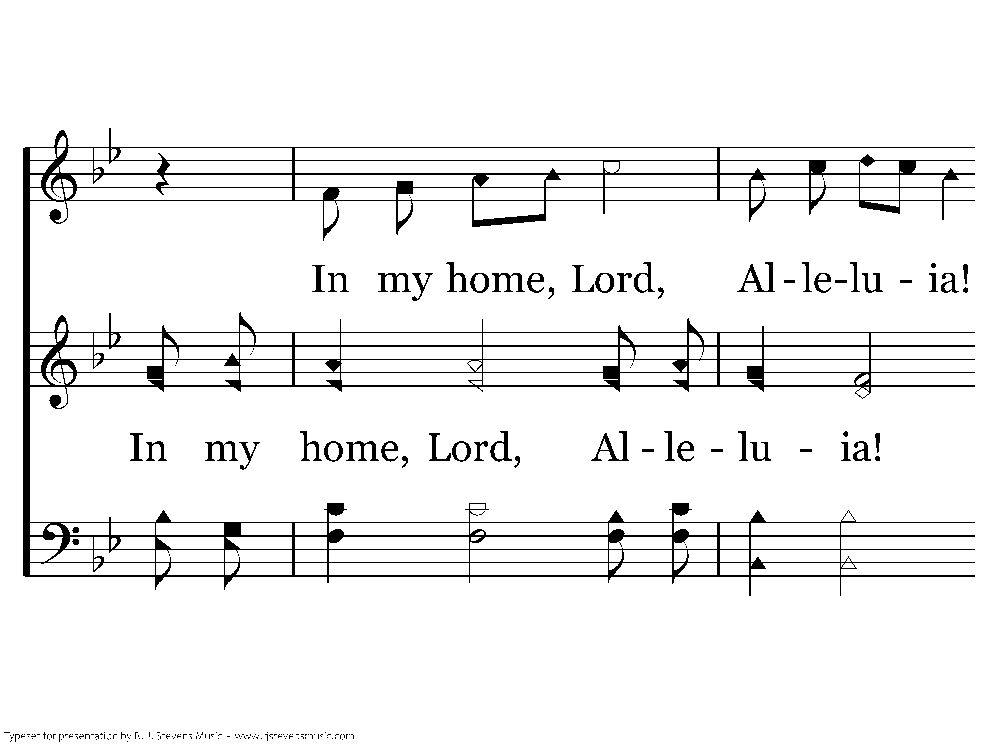 In my home, Lord, Al - le - lu - ia!
In my home, Lord, Al - le - lu - ia!
Typeset for presentation by R. J. Stevens Music - www.rjstevensmusic.com